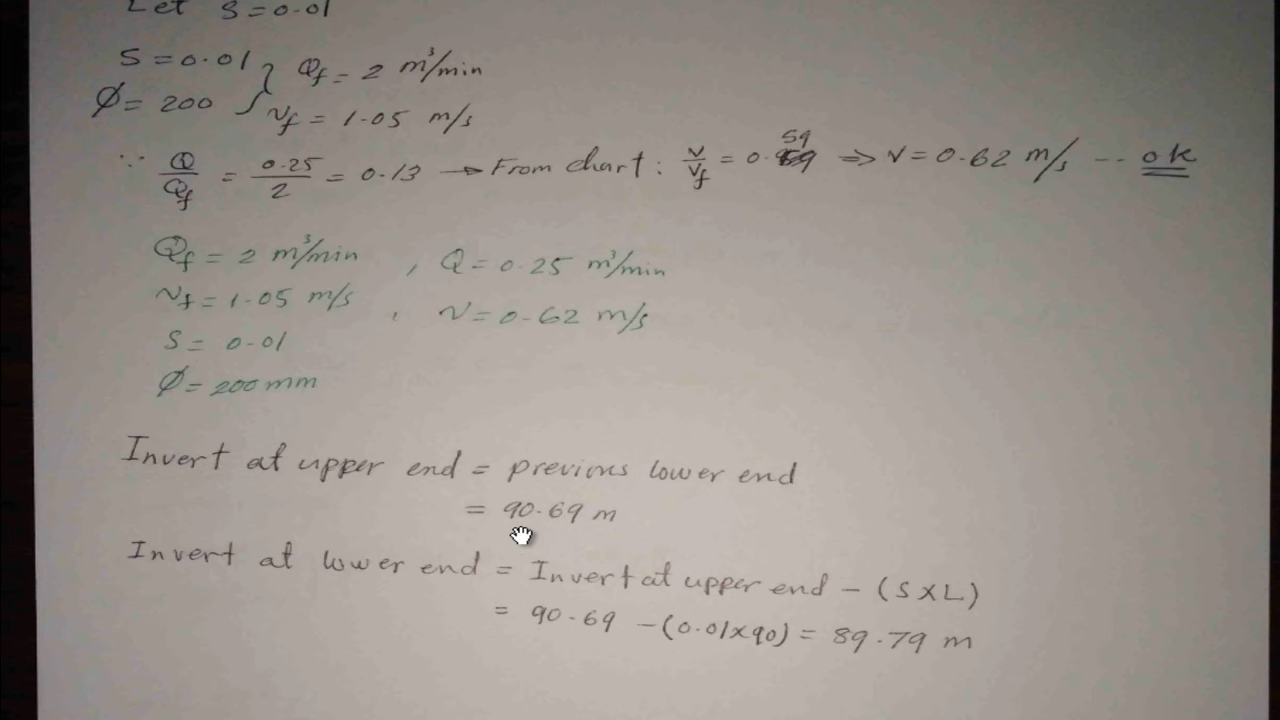 Let S = 0.01
S = 0.01 } Qf = 2 m³/min
Ø = 200 Vf = 1.05 m/s
∵ Q/Qf = 0.25/2 = 0.13 → From chart : V/Vf = 0.59 ⇒ V = 0.62 m/s -- ok
Qf = 2 m³/min , Q = 0.25 m³/min
Vf = 1.05 m/s , V = 0.62 m/s
S = 0.01
Ø = 200 mm
Invert at upper end = previous lower end
= 90.69 m
Invert at lower end = Invert at upper end - (S X L)
= 90.69 - (0.01x90) = 89.79 m